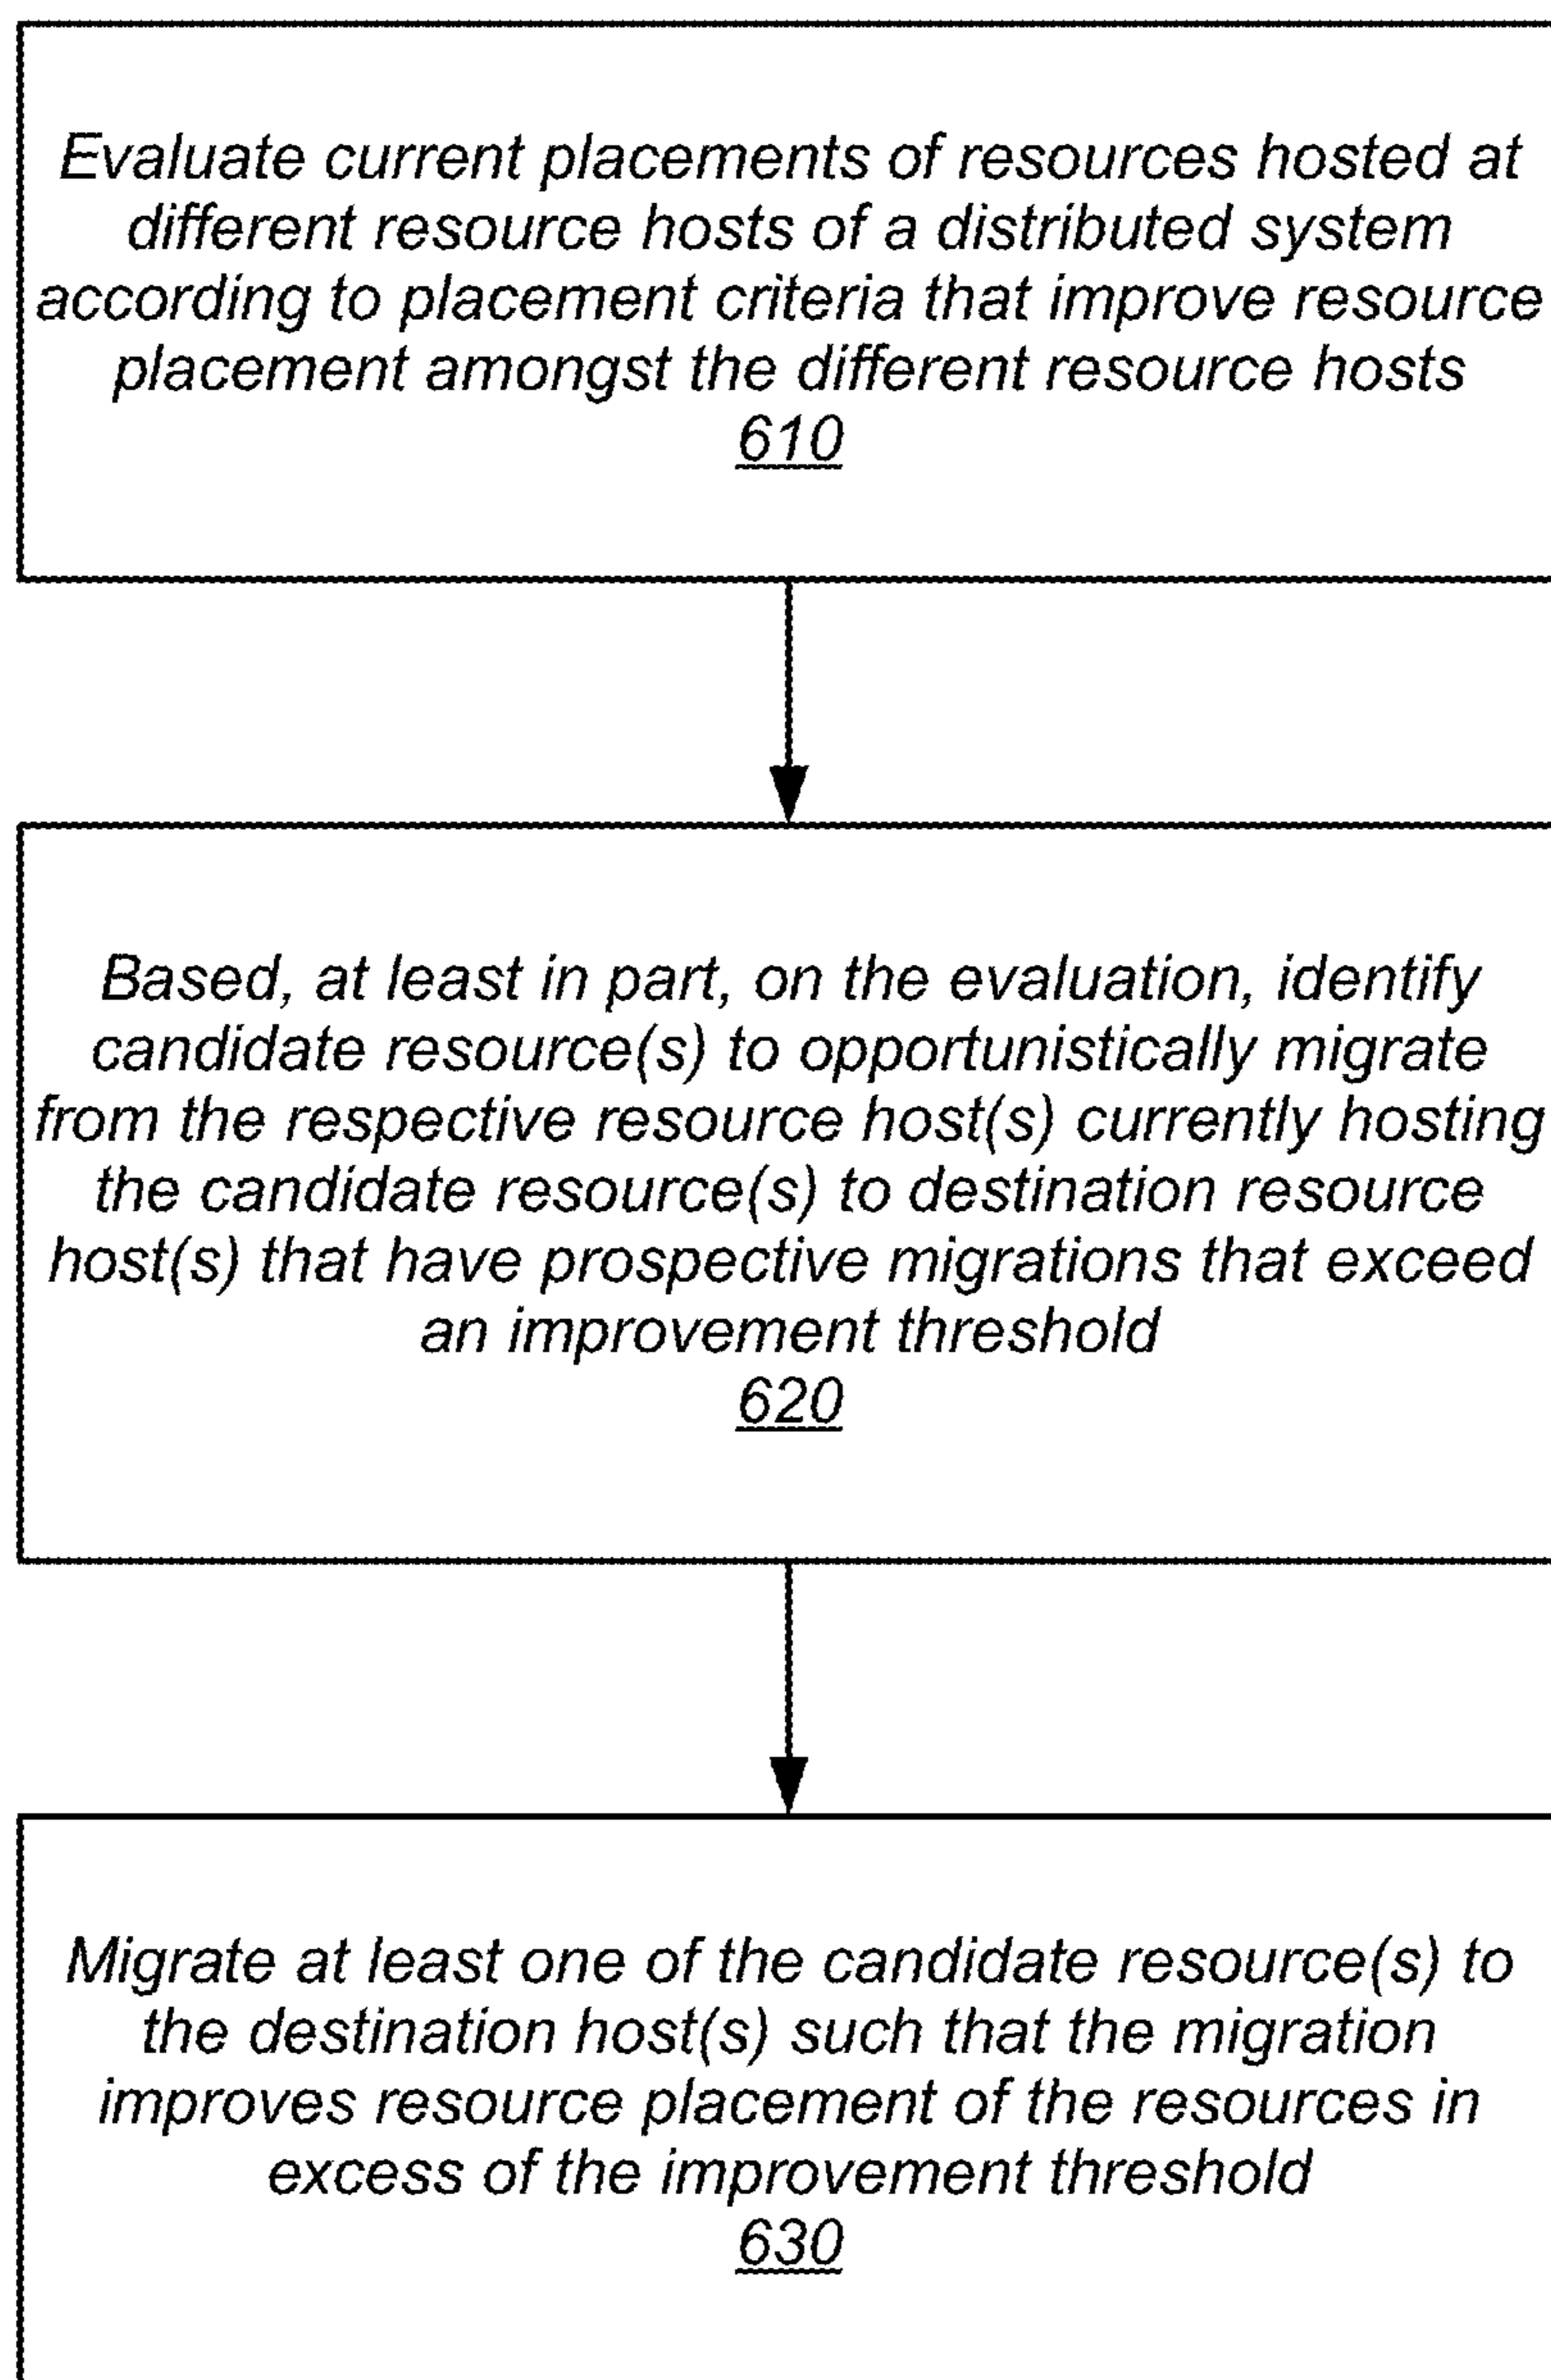 Evaluate current placements of resources hosted at
different resource hosts of a distributed system
according to placement criteria that improve resource
placement amongst the different resource hosts
610
Based, at least in part, on the evaluation, identify
candidate resource(s) to opportunistically migrate
from the respective resource host(s) currently hosting
the candidate resource(s) to destination resource
host(s) that have prospective migrations that exceed
an improvement threshold
620
Migrate at least one of the candidate resource(s) to
the destination host(s) such that the migration
improves resource placement of the resources in
excess of the improvement threshold
630